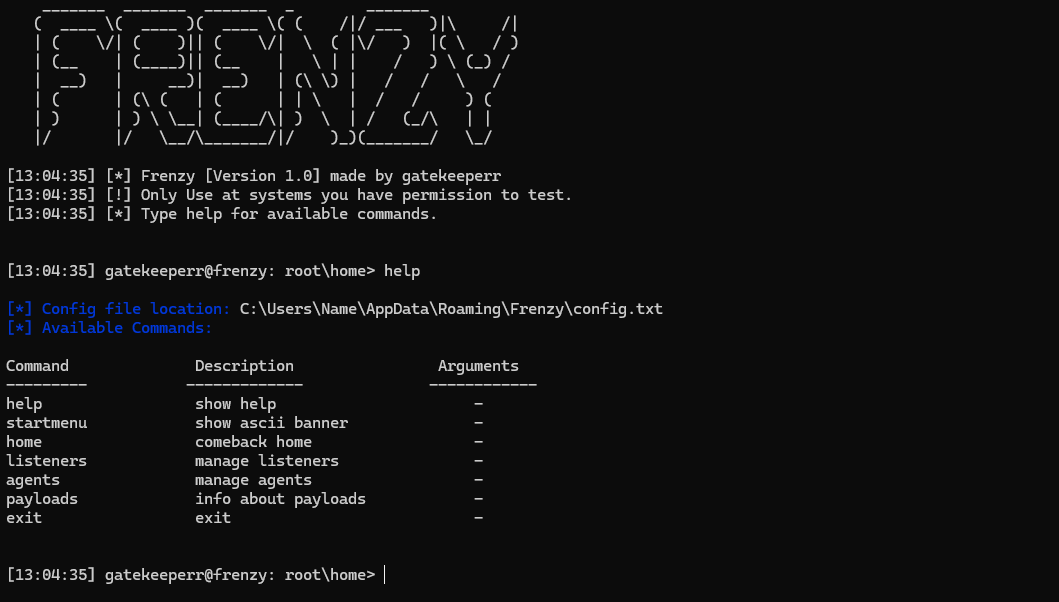 FRENZY
[13:04:35] [*] Frenzy [Version 1.0] made by gatekeeperr
[13:04:35] [!] Only Use at systems you have permission to test.
[13:04:35] [*] Type help for available commands.
[13:04:35] gatekeeperr@frenzy: root\home> help
[*] Config file location: C:\Users\Name\AppData\Roaming\Frenzy\config.txt
[*] Available Commands:
Command Description Arguments
--------- ------------- ------------
help show help -
startmenu show ascii banner -
home comeback home -
listeners manage listeners -
agents manage agents -
payloads info about payloads -
exit exit -
[13:04:35] gatekeeperr@frenzy: root\home>